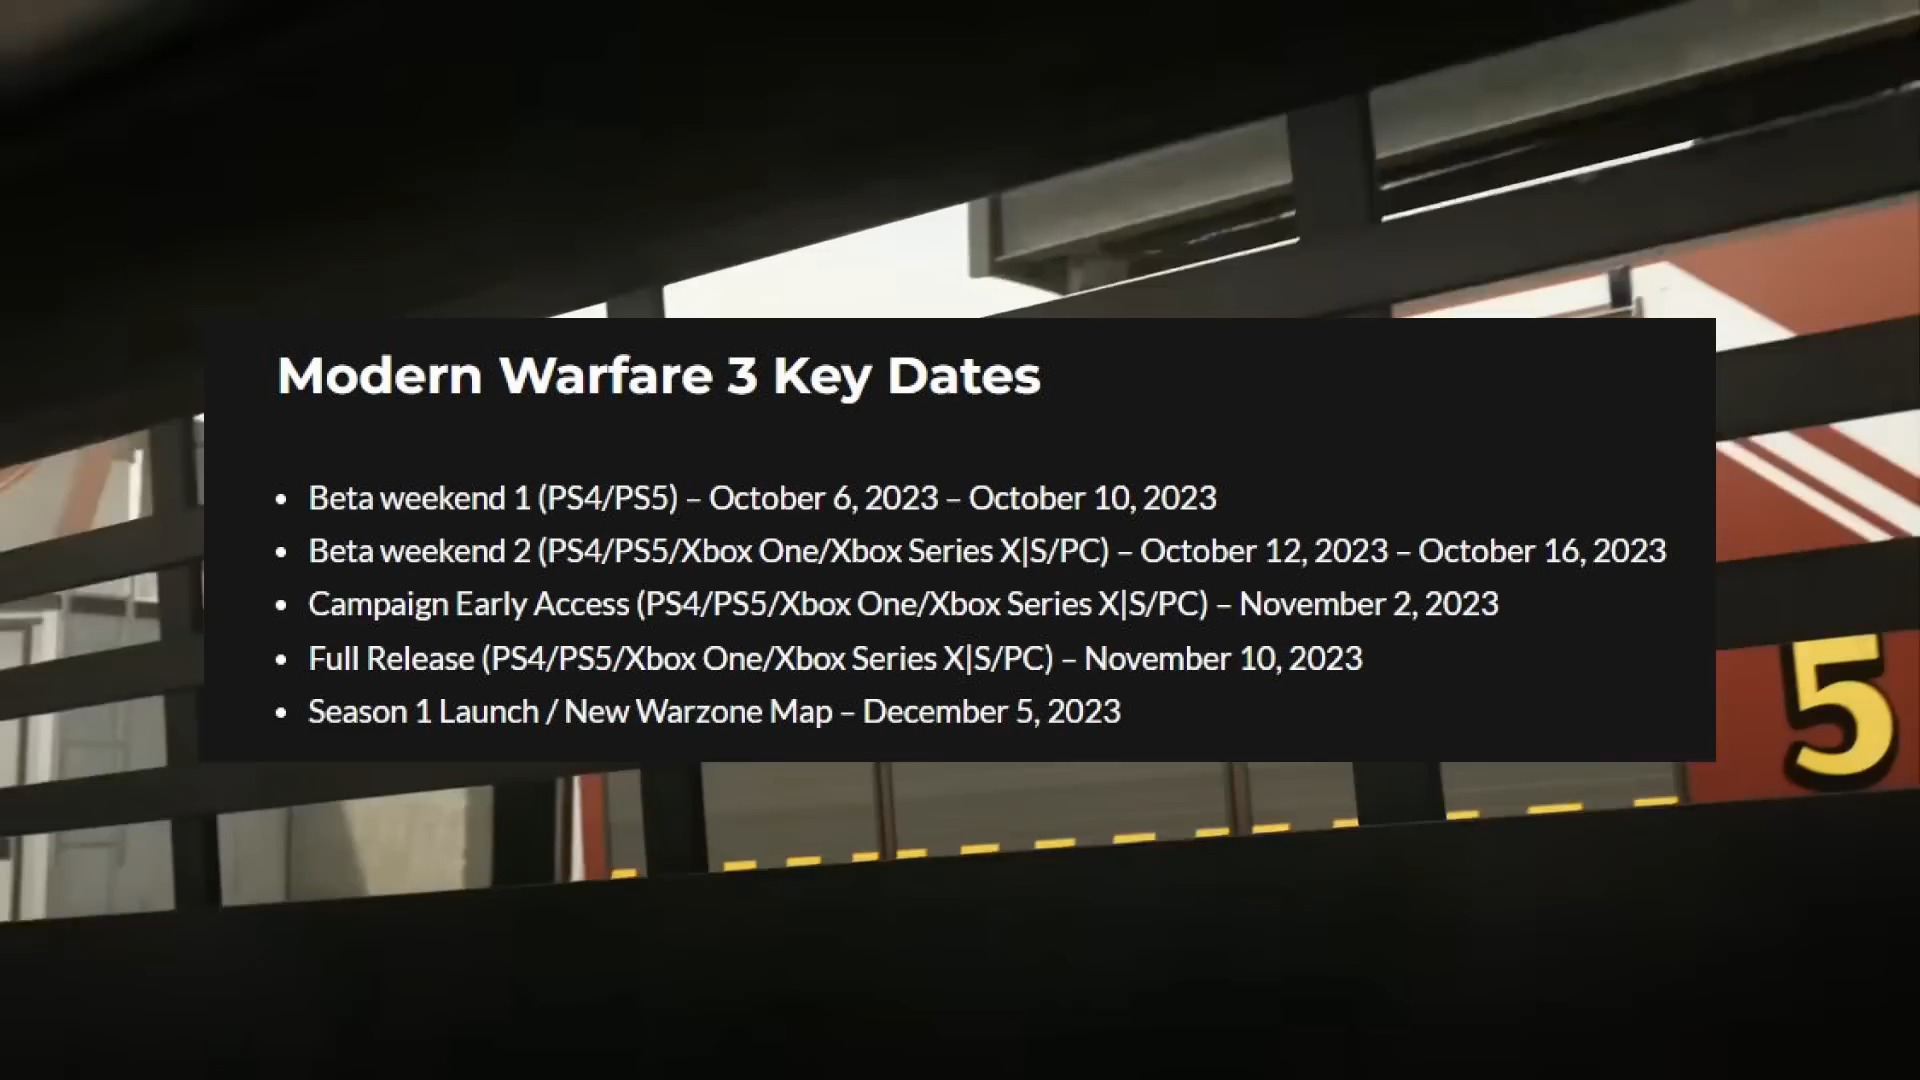 Modern Warfare 3 Key Dates
• Beta weekend 1 (PS4/PS5) – October 6, 2023 – October 10, 2023
• Beta weekend 2 (PS4/PS5/Xbox One/Xbox Series X|S/PC) – October 12, 2023 – October 16, 2023
• Campaign Early Access (PS4/PS5/Xbox One/Xbox Series X|S/PC) – November 2, 2023
• Full Release (PS4/PS5/Xbox One/Xbox Series X|S/PC) – November 10, 2023
• Season 1 Launch / New Warzone Map – December 5, 2023
5